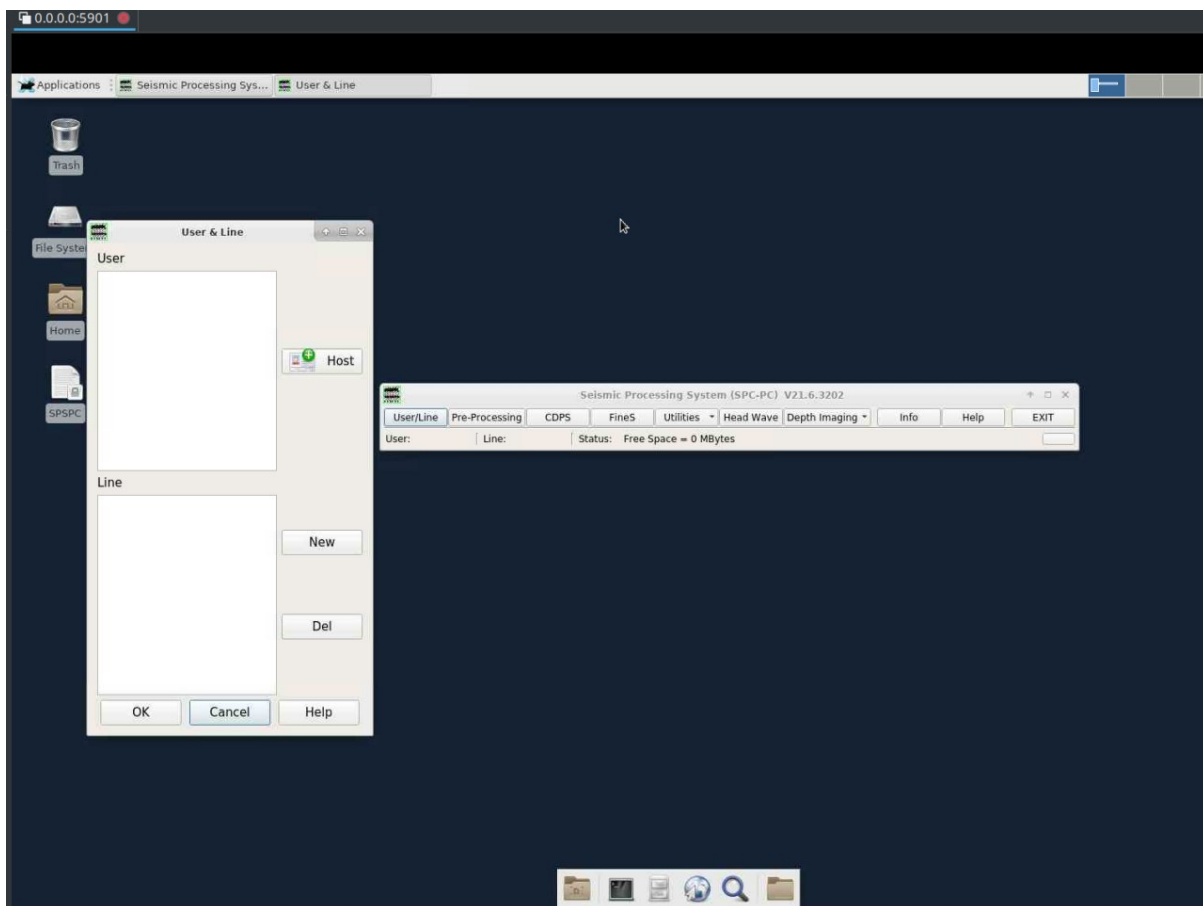 0.0.0.0:5901
Applications
Seismic Processing Sys...
User & Line
Trash
File Syste
Home
SPSPC
User & Line
User
Host
Line
New
Del
OK Cancel Help
Seismic Processing System (SPC-PC) V21.6.3202
User/Line Pre-Processing CDPS FineS Utilities Head Wave Depth Imaging Info Help EXIT
User: Line: Status: Free Space = 0 MBytes